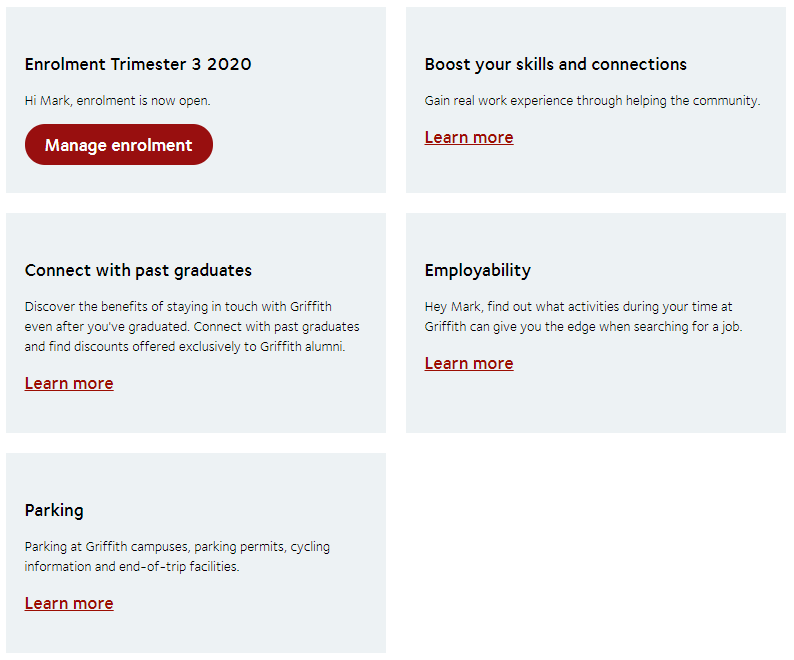 Enrolment Trimester 3 2020
Hi Mark, enrolment is now open.
Manage enrolment
Boost your skills and connections
Gain real work experience through helping the community.
Learn more
Connect with past graduates
Discover the benefits of staying in touch with Griffith
even after you've graduated. Connect with past graduates
and find discounts offered exclusively to Griffith alumni.
Learn more
Employability
Hey Mark, find out what activities during your time at
Griffith can give you the edge when searching for a job.
Learn more
Parking
Parking at Griffith campuses, parking permits, cycling
information and end-of-trip facilities.
Learn more